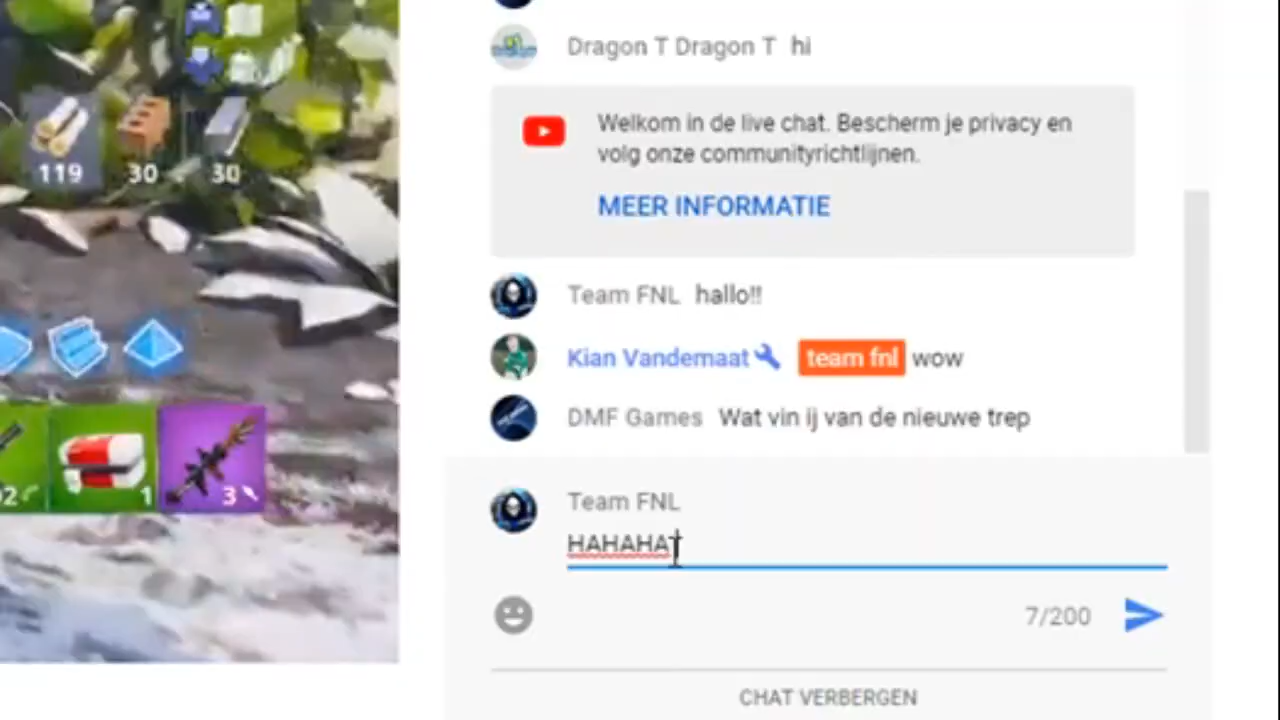 Dragon T Dragon T hi
Welkom in de live chat. Bescherm je privacy en
volg onze communityrichtlijnen.
MEER INFORMATIE
119 30 30
Team FNL hallo!!
Kian Vandemaat team fnl wow
DMF Games Wat vin ij van de nieuwe trep
1 3
Team FNL
HAHAHA
7/200
CHAT VERBERGEN